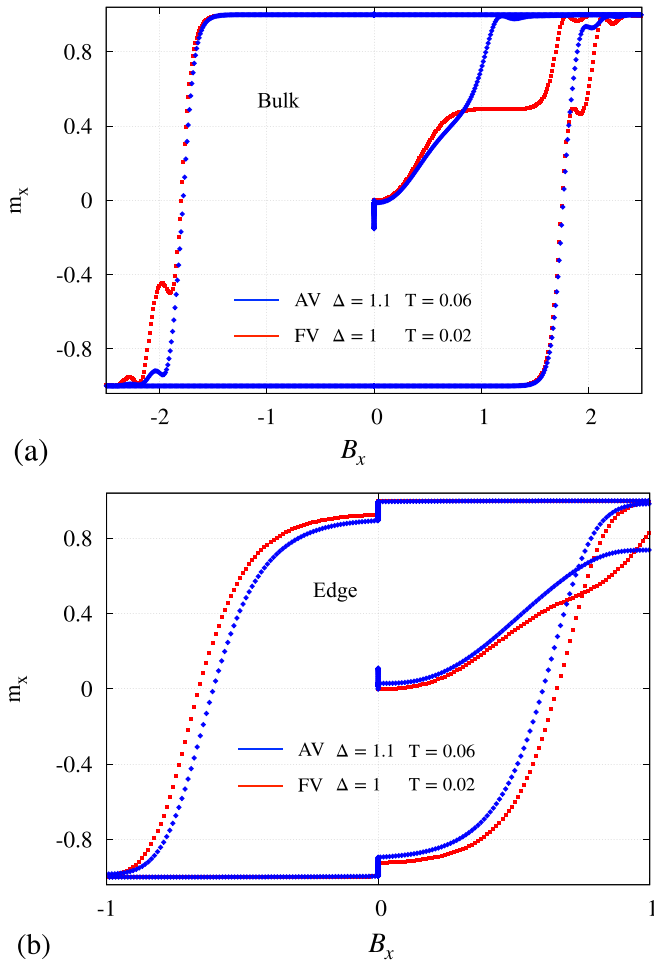 0.8
0.4
0
-0.4
-0.8
m_x
Bulk
AV Δ = 1.1 T = 0.06
FV Δ = 1 T = 0.02
-2 -1 0 1 2
(a) B_x
0.8
0.4
0
-0.4
-0.8
m_x
Edge
AV Δ = 1.1 T = 0.06
FV Δ = 1 T = 0.02
-1 0 1
(b) B_x